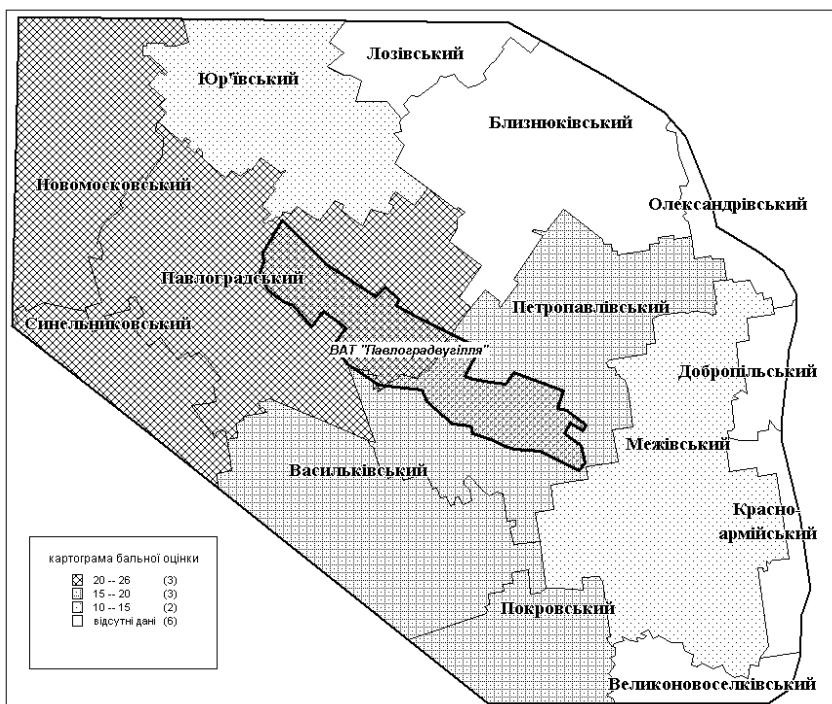 Лозівський
Юр'ївський
Близнюківський
Новомосковський
Олександрівський
Павлоградський
Петропавлівський
Синельниковський
ВАТ "Павлоградвугілля"
Добропільський
Межівський
Васильківський
Красно-
армійський
картограма бальної оцінки
20 -- 26 (3)
15 -- 20 (3)
10 -- 15 (2)
відсутні дані (6)
Покровський
Великоновоселківський